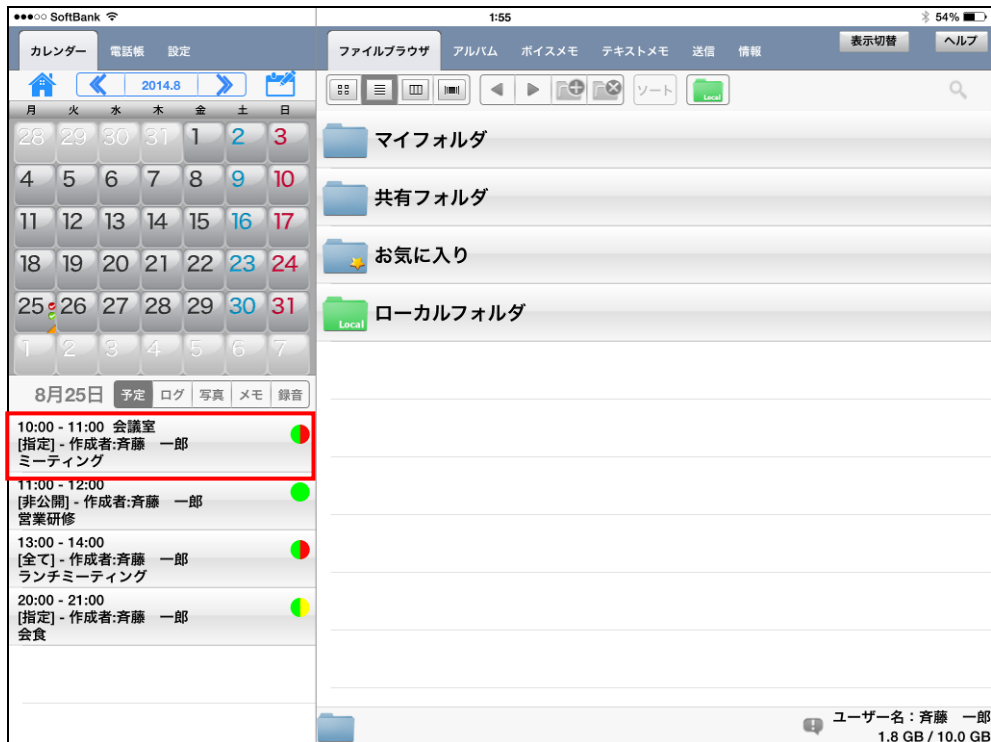 SoftBank
1:55
54%
カレンダー 電話帳 設定
ファイルブラウザ アルバム ボイスメモ テキストメモ 送信 情報
表示切替 ヘルプ
2014.8
ソート
Local
月 火 水 木 金 土 日
28 29 30 31 1 2 3
4 5 6 7 8 9 10
11 12 13 14 15 16 17
18 19 20 21 22 23 24
25 26 27 28 29 30 31
1 2 3 4 5 6 7
8月25日 予定 ログ 写真 メモ 録音
10:00 - 11:00 会議室
[指定] - 作成者:斉藤 一郎
ミーティング
11:00 - 12:00
[非公開] - 作成者:斉藤 一郎
営業研修
13:00 - 14:00
[全て] - 作成者:斉藤 一郎
ランチミーティング
20:00 - 21:00
[指定] - 作成者:斉藤 一郎
会食
マイフォルダ
共有フォルダ
お気に入り
Local
ローカルフォルダ
ユーザー名：斉藤 一郎
1.8 GB / 10.0 GB